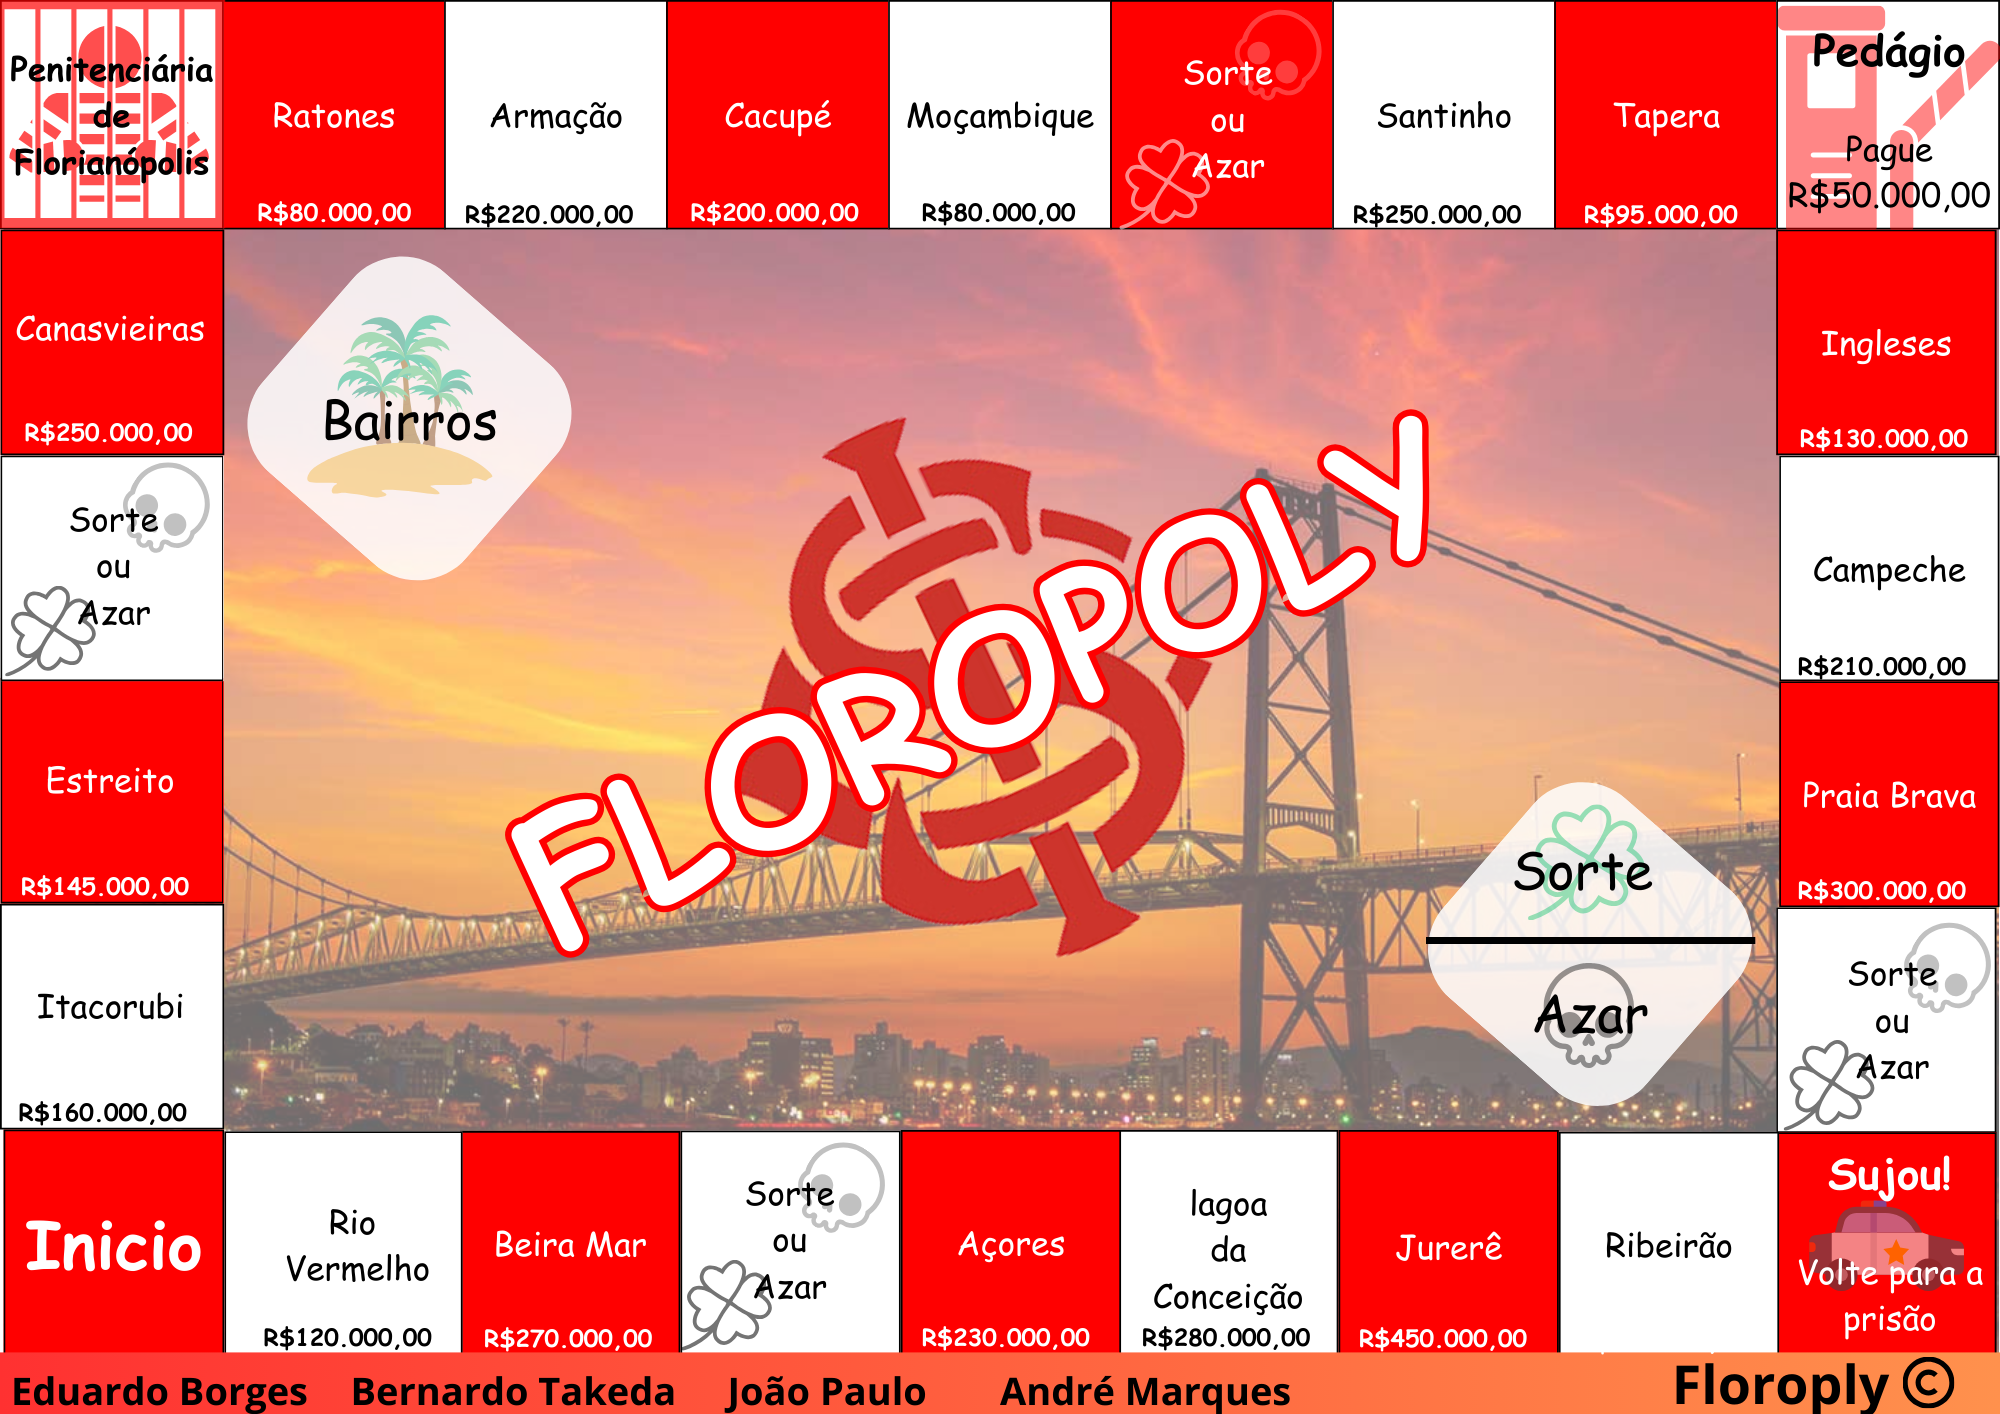 Penitenciária
de
Florianópolis
Ratones
R$80.000,00
Armação
R$220.000,00
Cacupé
R$200.000,00
Moçambique
R$80.000,00
Sorte
ou
Azar
Santinho
R$250.000,00
Tapera
R$95.000,00
Pedágio
Pague
R$50.000,00
Canasvieiras
R$250.000,00
Bairros
Ingleses
R$130.000,00
Sorte
ou
Azar
FLOROPOLY
Campeche
R$210.000,00
Estreito
R$145.000,00
Praia Brava
R$300.000,00
Sorte
Azar
Itacorubi
R$160.000,00
Sorte
ou
Azar
Inicio
Rio
Vermelho
R$120.000,00
Beira Mar
R$270.000,00
Sorte
ou
Azar
Açores
R$230.000,00
lagoa
da
Conceição
R$280.000,00
Jurerê
R$450.000,00
Ribeirão
Sujou!
Volte para a
prisão
Eduardo Borges Bernardo Takeda João Paulo André Marques Floroply ©